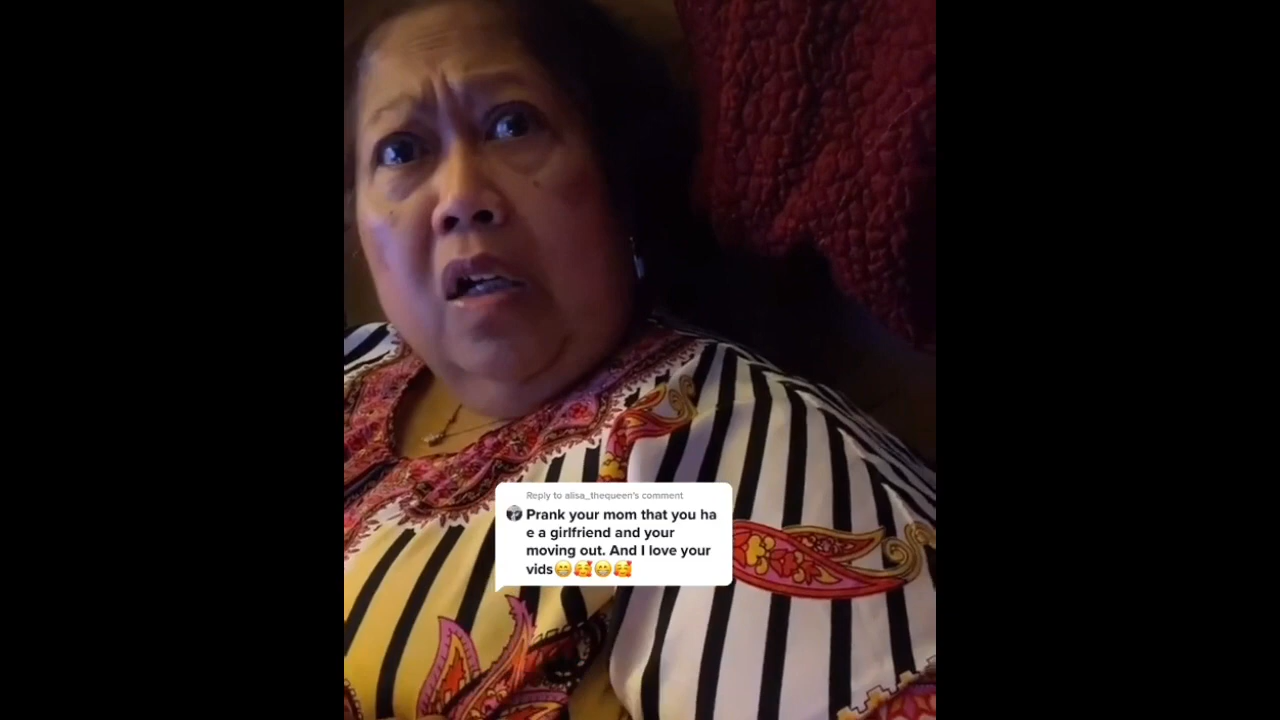 Reply to alisa_thequeen's comment
Prank your mom that you ha
e a girlfriend and your
moving out. And I love your
vids😁🥰😁🥰